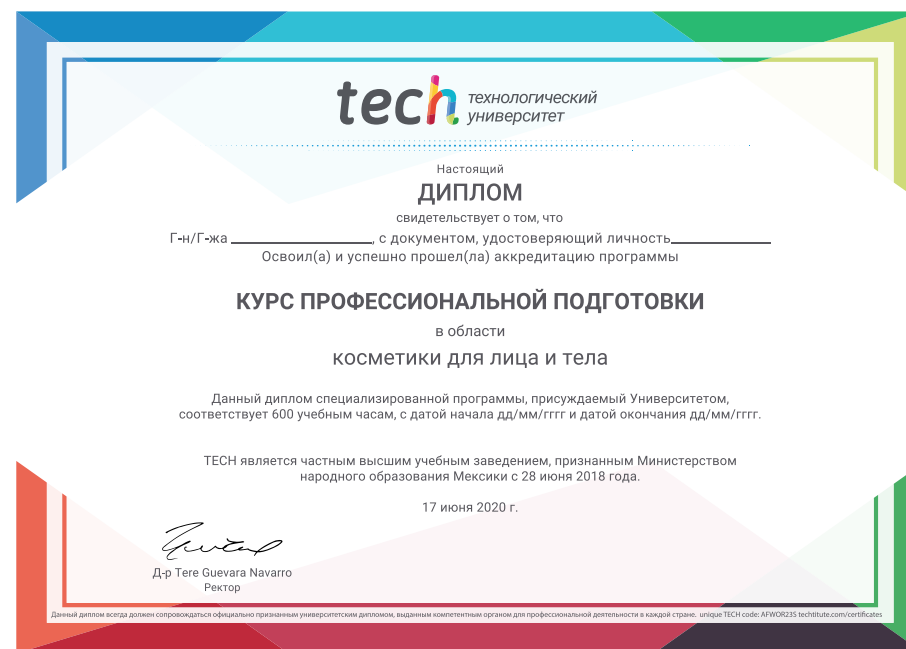 tech технологический
университет
Настоящий
ДИПЛОМ
свидетельствует о том, что
Г-н/Г-жа ____________________, с документом, удостоверяющий личность______________
Освоил(а) и успешно прошел(ла) аккредитацию программы
КУРС ПРОФЕССИОНАЛЬНОЙ ПОДГОТОВКИ
в области
косметики для лица и тела
Данный диплом специализированной программы, присуждаемый Университетом,
соответствует 600 учебным часам, с датой начала дд/мм/гггг и датой окончания дд/мм/гггг.
TECH является частным высшим учебным заведением, признанным Министерством
народного образования Мексики с 28 июня 2018 года.
17 июня 2020 г.
Д-р Tere Guevara Navarro
Ректор
Данный диплом всегда должен сопровождаться официально признанным университетским дипломом, выданным компетентным органом для профессиональной деятельности в каждой стране. unique TECH code: AFWOR23S techtitute.com/certificates